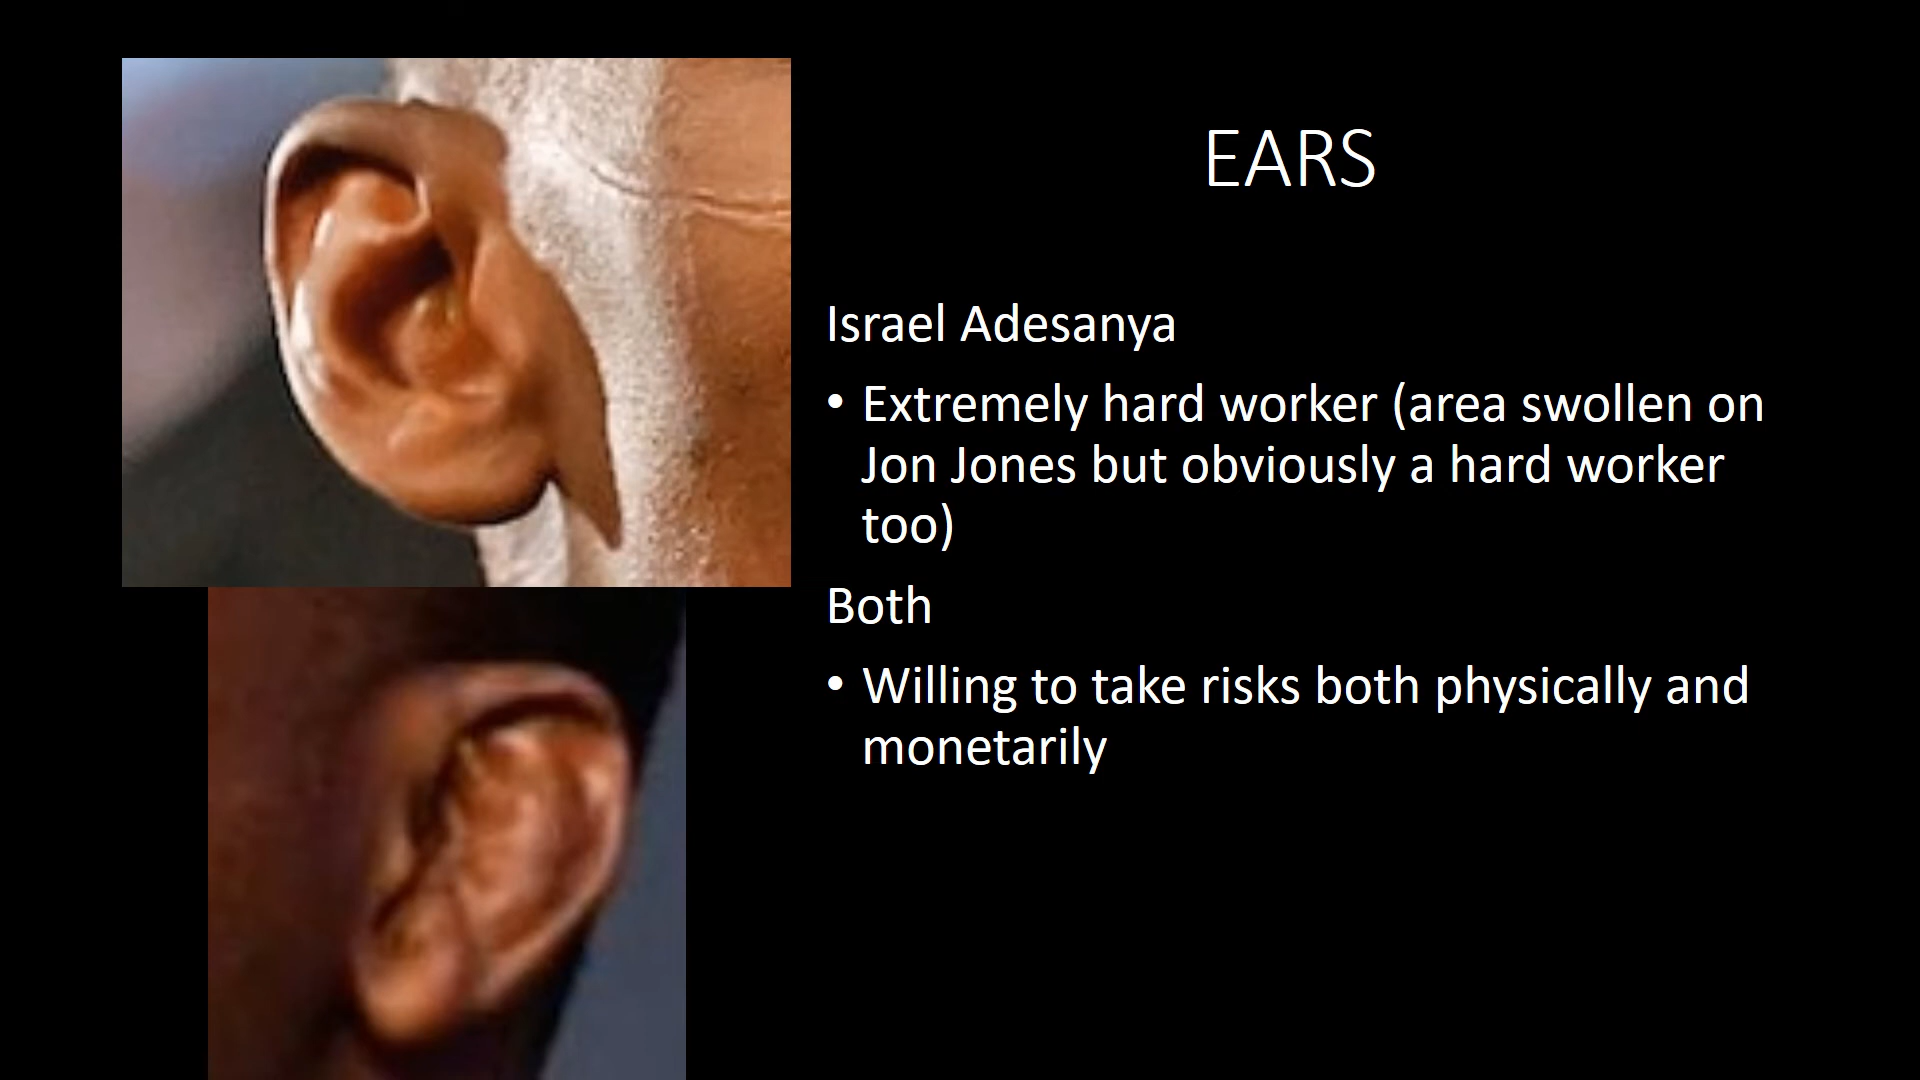 EARS
Israel Adesanya
• Extremely hard worker (area swollen on
Jon Jones but obviously a hard worker
too)
Both
• Willing to take risks both physically and
monetarily